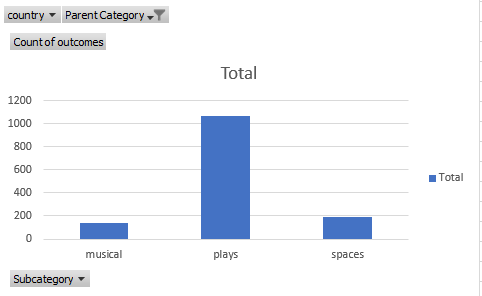 country Parent Category
Count of outcomes
Total
1200
1000
800
600
400
200
0
musical plays spaces
Total
Subcategory